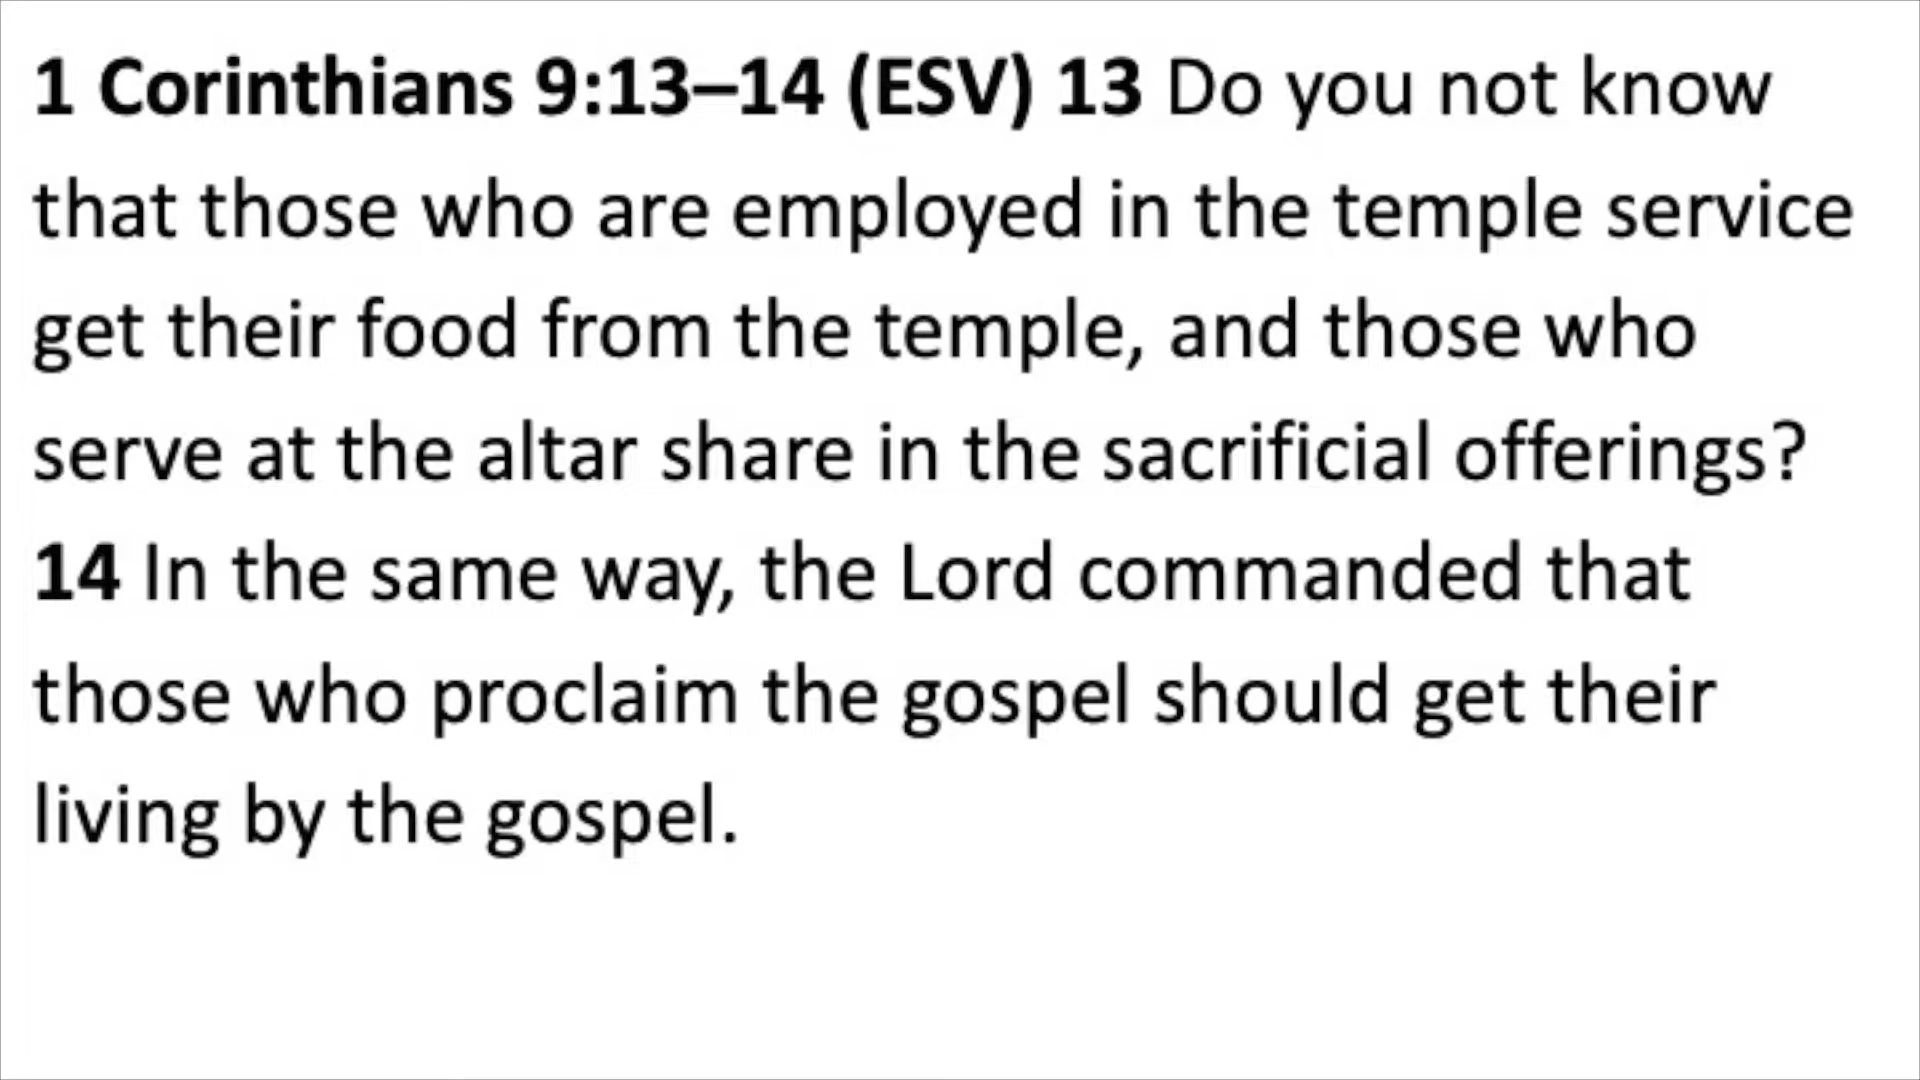 1 Corinthians 9:13–14 (ESV) 13 Do you not know
that those who are employed in the temple service
get their food from the temple, and those who
serve at the altar share in the sacrificial offerings?
14 In the same way, the Lord commanded that
those who proclaim the gospel should get their
living by the gospel.